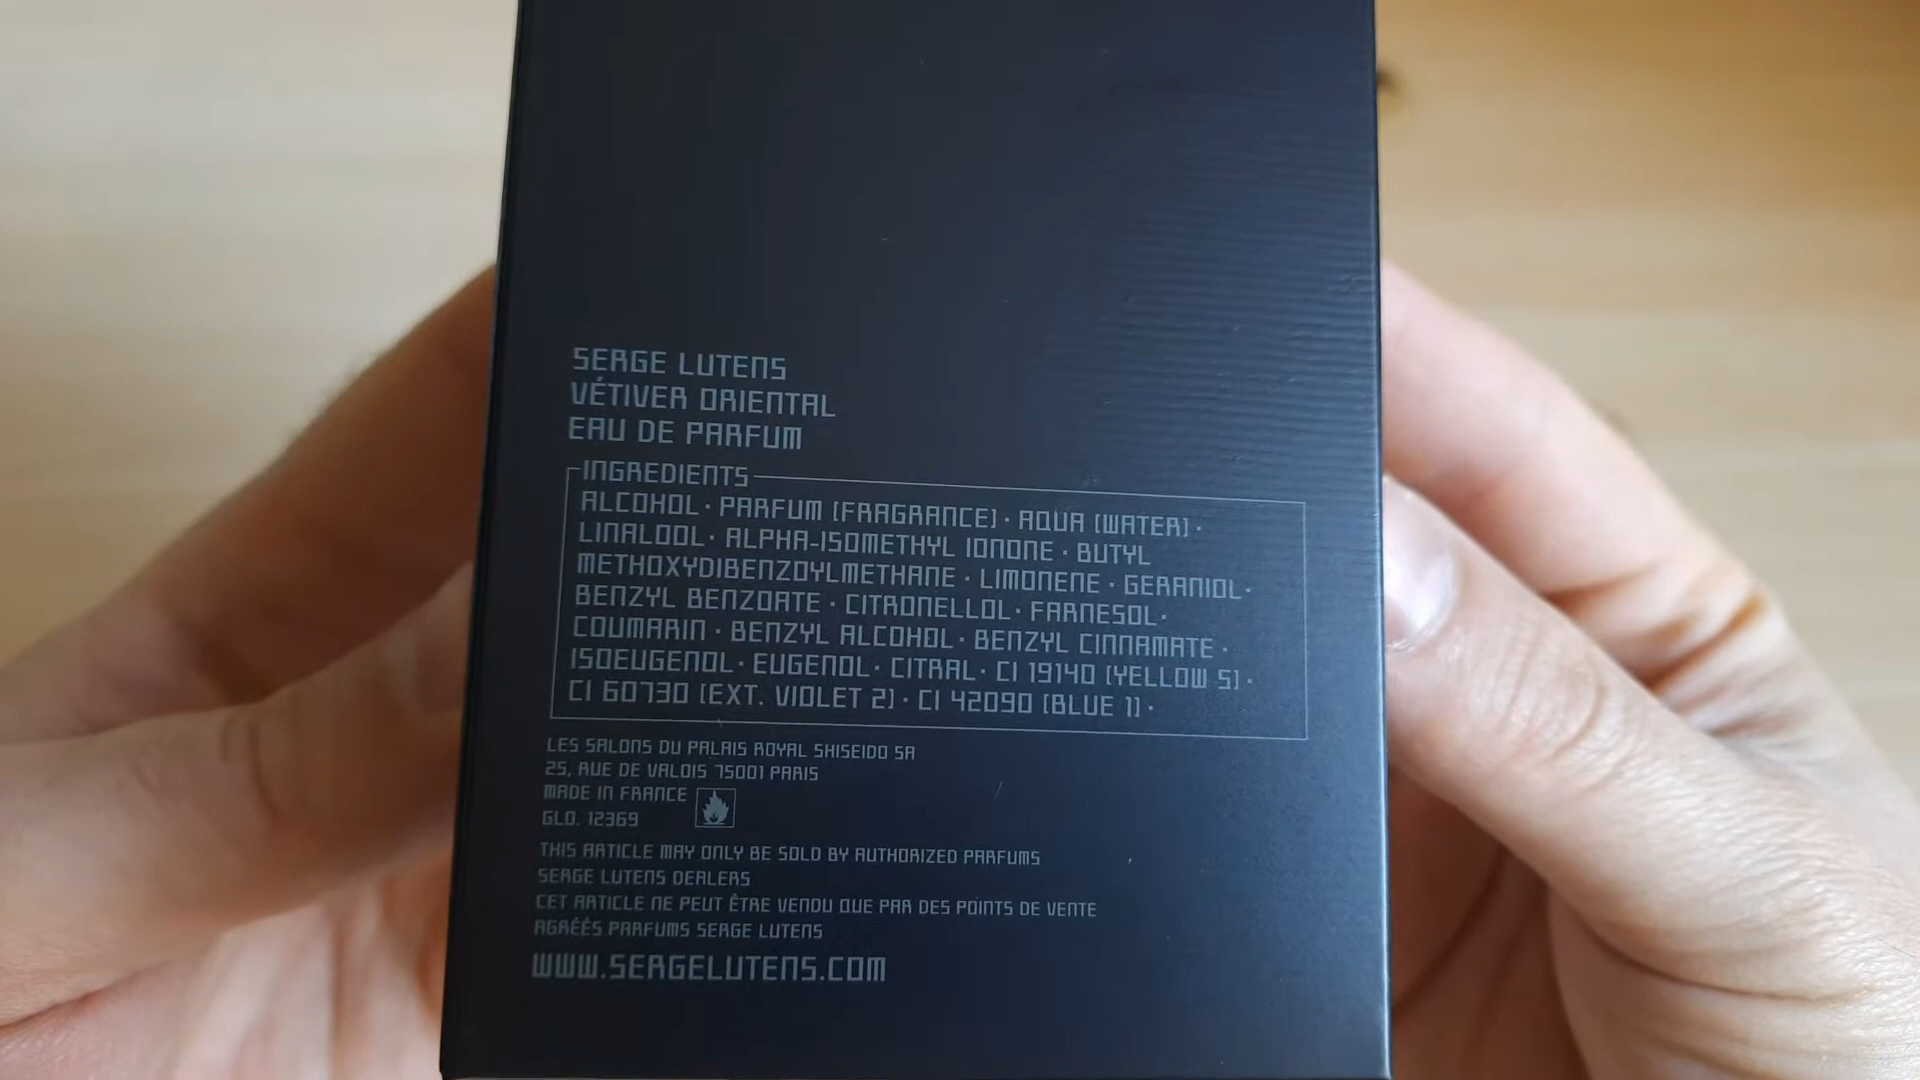 SERGE LUTENS
VÉTIVER ORIENTAL
EAU DE PARFUM
INGREDIENTS
ALCOHOL · PARFUM [FRAGRANCE] · AQUA [WATER] ·
LINALOOL · ALPHA-ISOMETHYL IONONE · BUTYL
METHOXYDIBENZOYLMETHANE · LIMONENE · GERANIOL ·
BENZYL BENZOATE · CITRONELLOL · FARNESOL ·
COUMARIN · BENZYL ALCOHOL · BENZYL CINNAMATE ·
ISOEUGENOL · EUGENOL · CITRAL · CI 19140 [YELLOW 5] ·
CI 60730 [EXT. VIOLET 2] · CI 42090 [BLUE 1] ·
LES SALONS DU PALAIS ROYAL SHISEIDO SA
25, RUE DE VALOIS 75001 PARIS
MADE IN FRANCE
GLO. 12369
THIS ARTICLE MAY ONLY BE SOLD BY AUTHORIZED PARFUMS
SERGE LUTENS DEALERS
CET ARTICLE NE PEUT ÊTRE VENDU QUE PAR DES POINTS DE VENTE
AGRÉÉS PARFUMS SERGE LUTENS
WWW.SERGELUTENS.COM